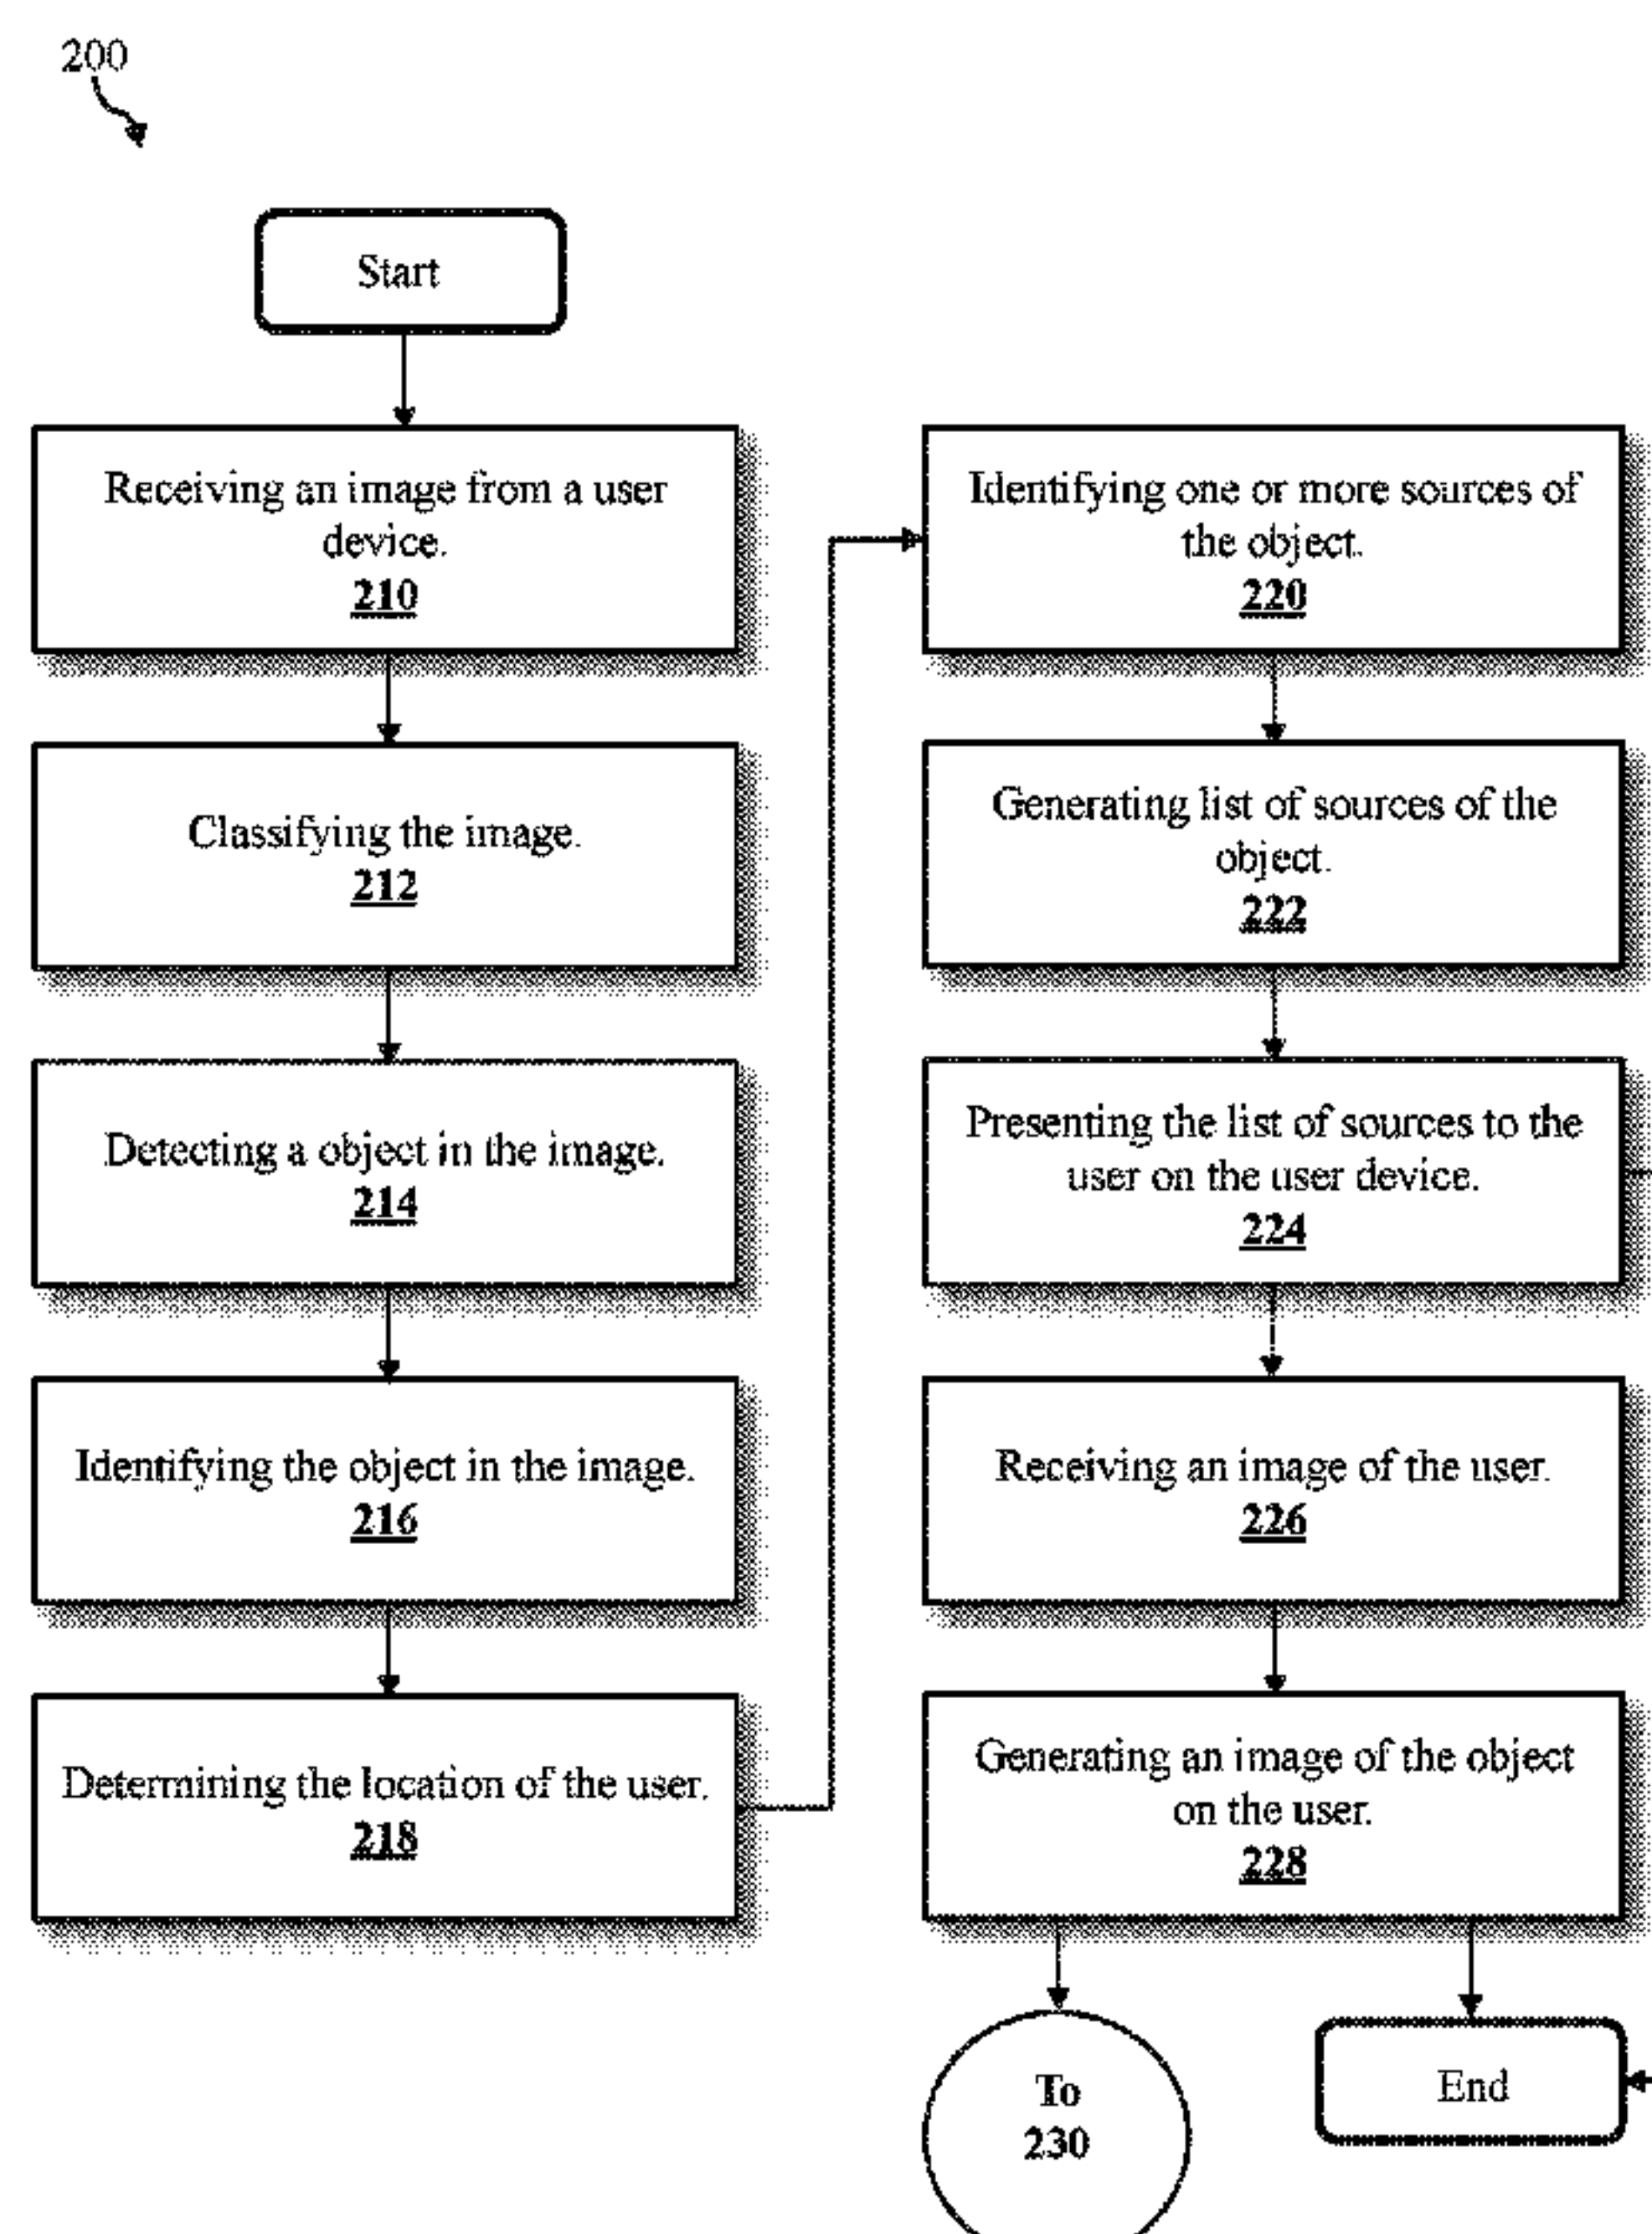 200
Start
Receiving an image from a user
device.
210
Classifying the image.
212
Detecting a object in the image.
214
Identifying the object in the image.
216
Determining the location of the user.
218
Identifying one or more sources of
the object.
220
Generating list of sources of the
object.
222
Presenting the list of sources to the
user on the user device.
224
Receiving an image of the user.
226
Generating an image of the object
on the user.
228
To
230
End